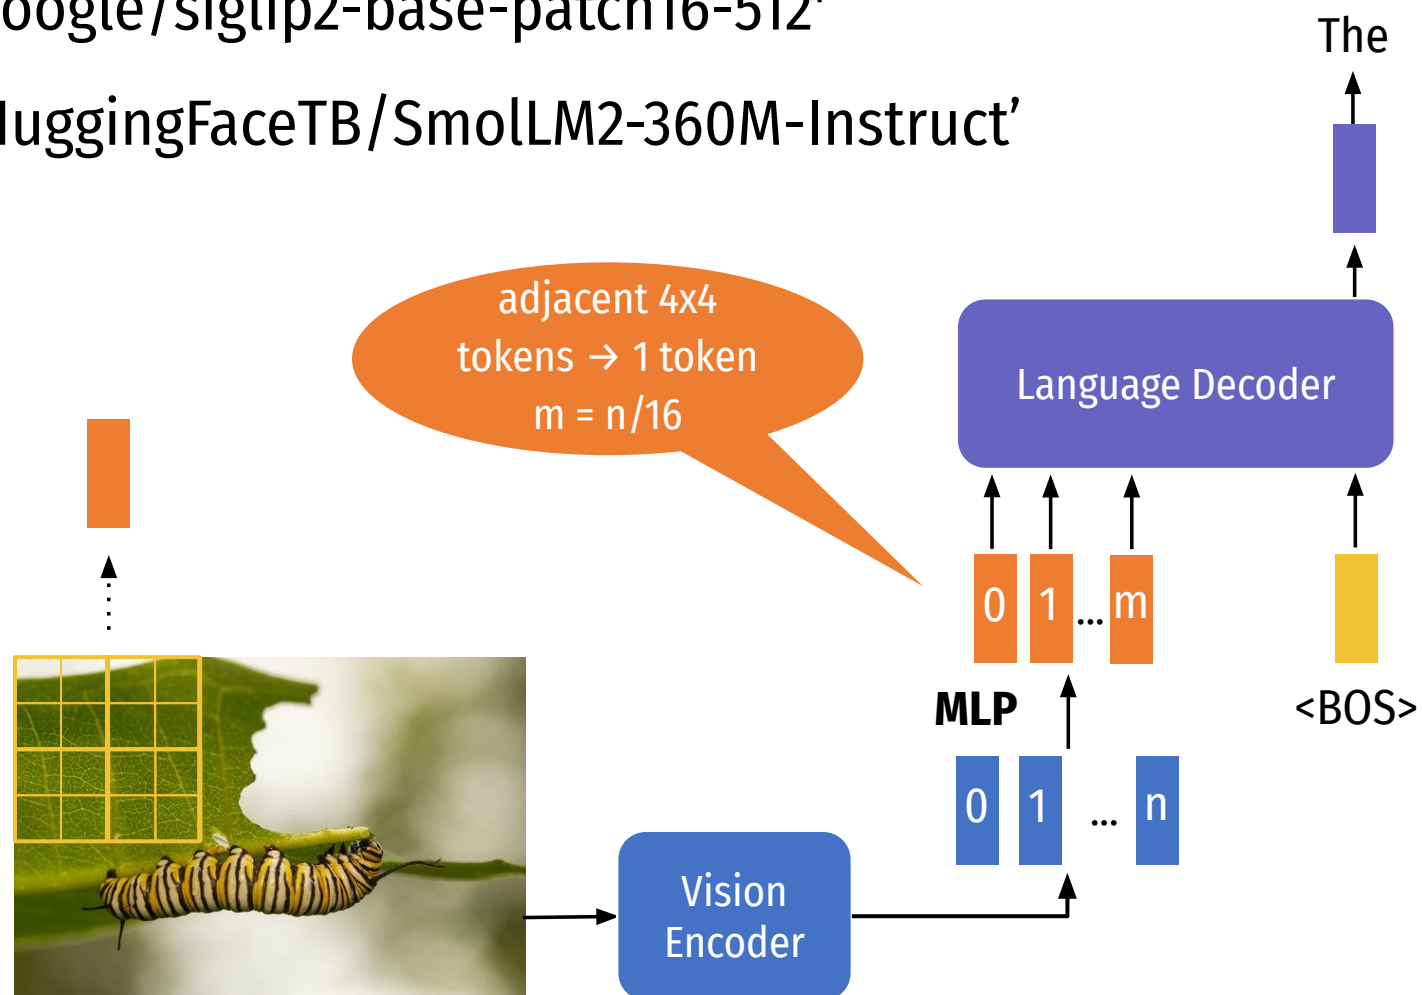 oogle/siglip2-base-patch16-512'
HuggingFaceTB/SmolLM2-360M-Instruct’
The
adjacent 4x4
tokens → 1 token
m = n/16
Language Decoder
0 1 ... m
MLP
<BOS>
0 1 ... n
Vision
Encoder